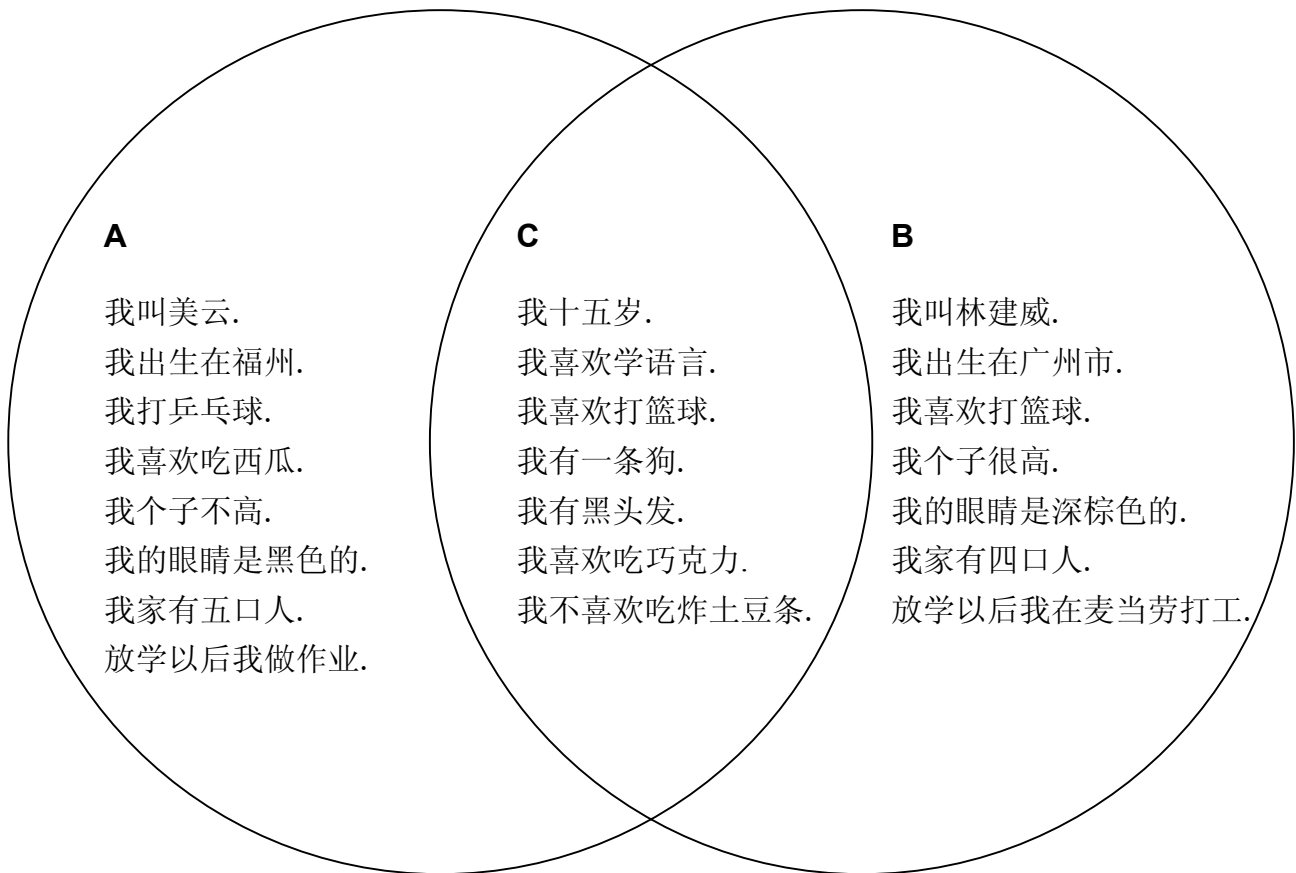 A
我叫美云.
我出生在福州.
我打乒乓球.
我喜欢吃西瓜.
我个子不高.
我的眼睛是黑色的.
我家有五口人.
放学以后我做作业.
C
我十五岁.
我喜欢学语言.
我喜欢打篮球.
我有一条狗.
我有黑头发.
我喜欢吃巧克力.
我不喜欢吃炸土豆条.
B
我叫林建威.
我出生在广州市.
我喜欢打篮球.
我个子很高.
我的眼睛是深棕色的.
我家有四口人.
放学以后我在麦当劳打工.